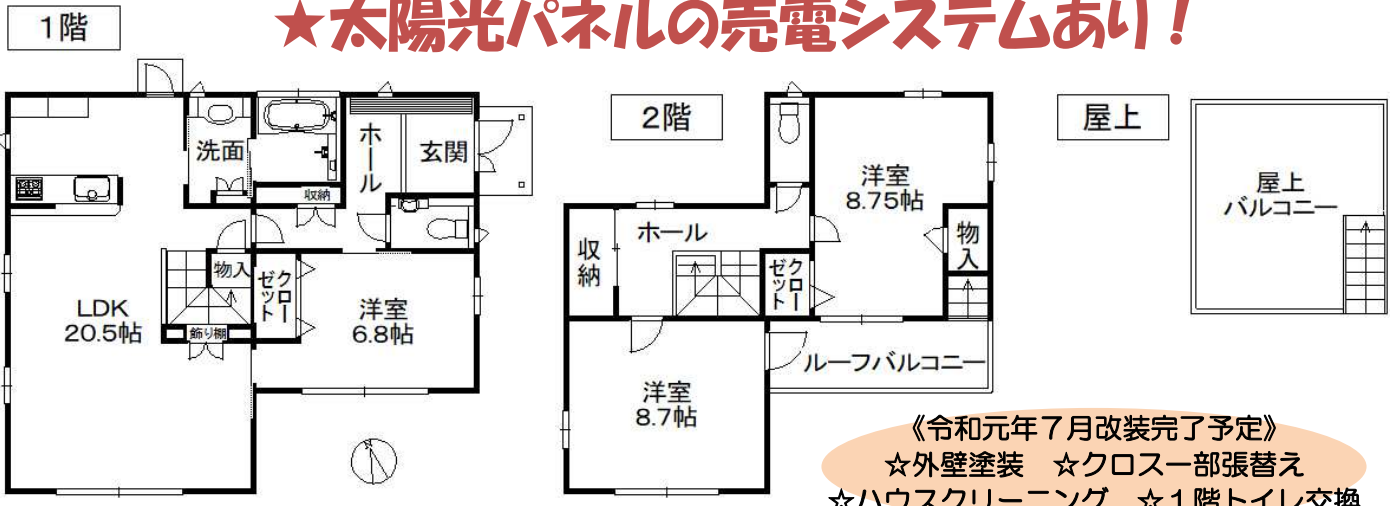 ★太陽光パネルの売電システムあり!
1階
洗面
ホール
玄関
収納
LDK
20.5帖
物入
クローゼット
飾り棚
洋室
6.8帖
2階
洋室
8.75帖
ホール
収納
物入
クローゼット
洋室
8.7帖
ルーフバルコニー
屋上
屋上
バルコニー
《令和元年7月改装完了予定》
☆外壁塗装 ☆クロス一部張替え
☆ハウスクリーニング ☆1階トイレ交換